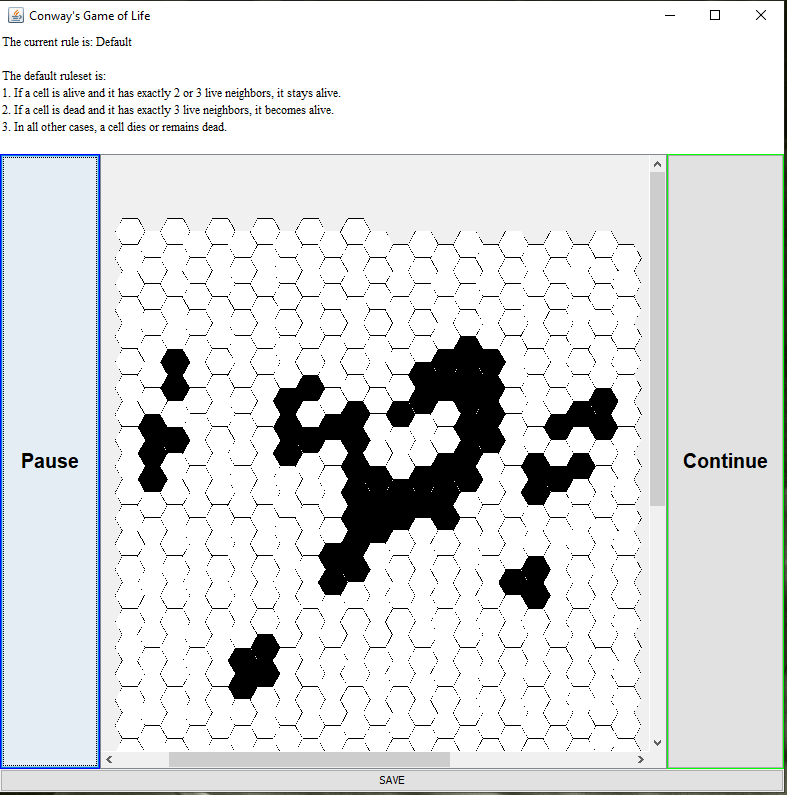 Conway's Game of Life
The current rule is: Default
The default ruleset is:
1. If a cell is alive and it has exactly 2 or 3 live neighbors, it stays alive.
2. If a cell is dead and it has exactly 3 live neighbors, it becomes alive.
3. In all other cases, a cell dies or remains dead.
Pause
Continue
SAVE